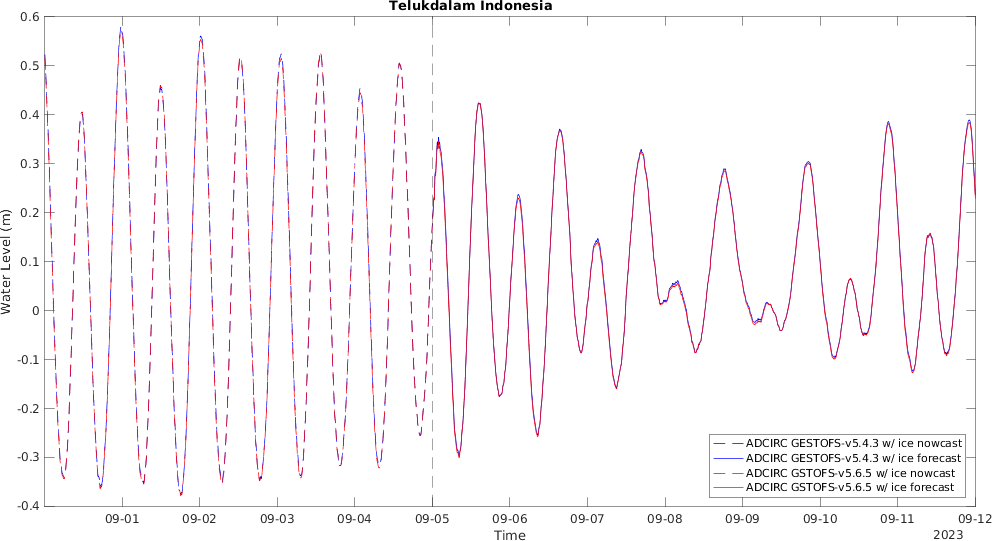 Telukdalam Indonesia
0.6
0.5
0.4
0.3
0.2
0.1
0
-0.1
-0.2
-0.3
-0.4
Water Level (m)
ADCIRC GESTOFS-v5.4.3 w/ ice nowcast
ADCIRC GESTOFS-v5.4.3 w/ ice forecast
ADCIRC GSTOFS-v5.6.5 w/ ice nowcast
ADCIRC GSTOFS-v5.6.5 w/ ice forecast
09-01 09-02 09-03 09-04 09-05 09-06 09-07 09-08 09-09 09-10 09-11 09-12
Time
2023